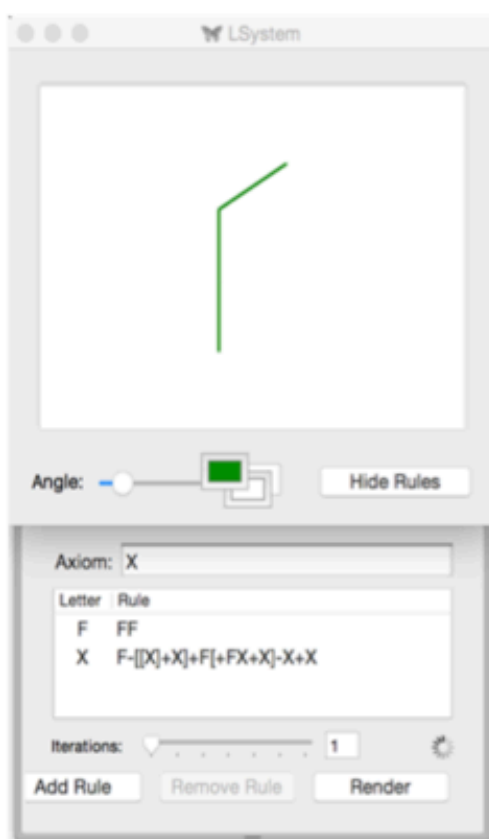 LSystem
Angle:
Hide Rules
Axiom: X
Letter Rule
F FF
X F-[[X]+X]+F[+FX+X]-X+X
Iterations: 1
Add Rule Remove Rule Render